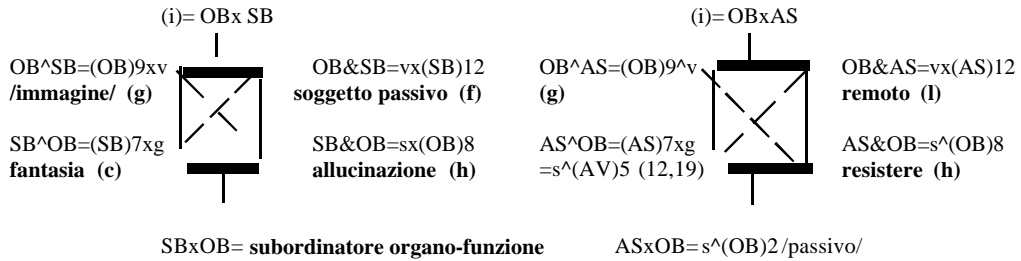 (i)= OBx SB
(i)= OBxAS
OB^SB=(OB)9xv
/immagine/ (g)
OB&SB=vx(SB)12
soggetto passivo (f)
SB^OB=(SB)7xg
fantasia (c)
SB&OB=sx(OB)8
allucinazione (h)
OB^AS=(OB)9^v
(g)
OB&AS=vx(AS)12
remoto (l)
AS^OB=(AS)7xg
=s^(AV)5 (12,19)
AS&OB=s^(OB)8
resistere (h)
SBxOB= subordinatore organo-funzione
ASxOB= s^(OB)2 /passivo/